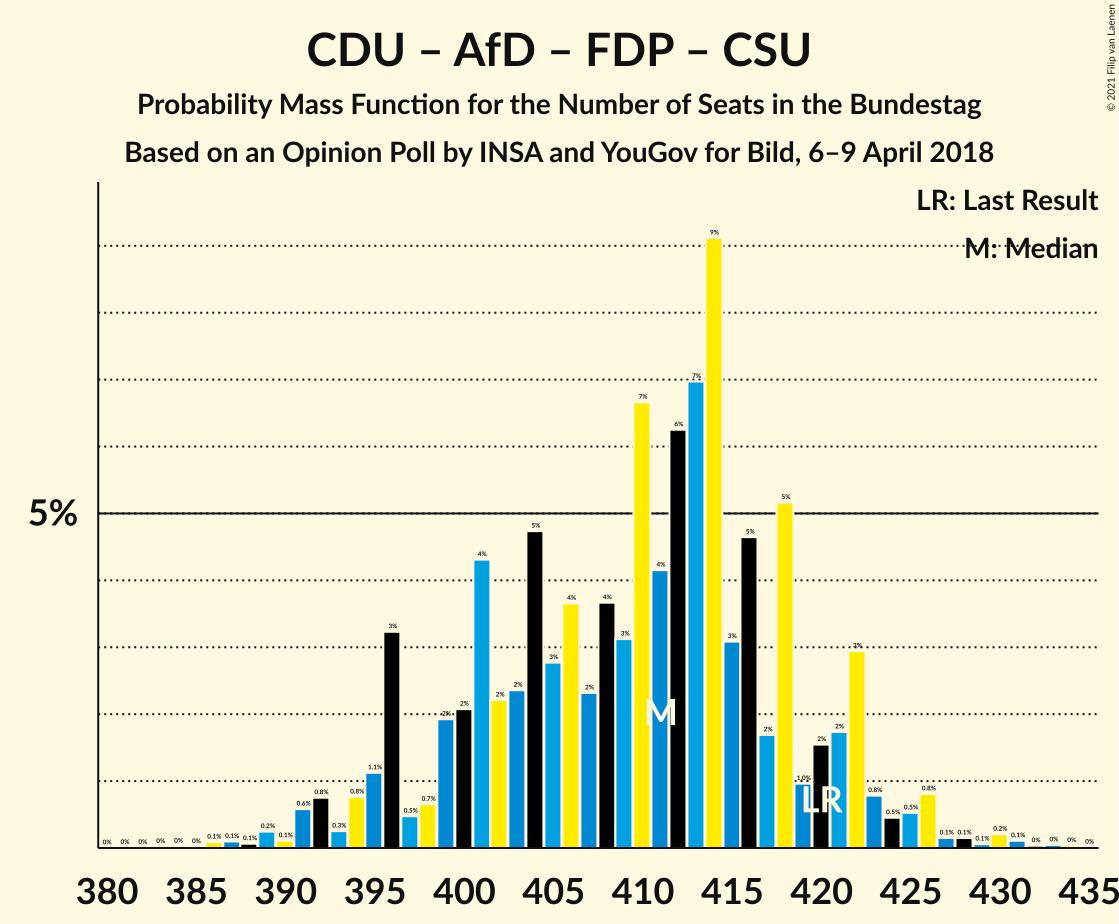 © 2021 Filip van Laenen
CDU – AfD – FDP – CSU
Probability Mass Function for the Number of Seats in the Bundestag
Based on an Opinion Poll by INSA and YouGov for Bild, 6–9 April 2018
LR: Last Result
M: Median
5%
0% 0% 0% 0% 0% 0% 0.1% 0.1% 0.1% 0.2% 0.1% 0.6% 0.8% 0.3% 0.8% 1.1% 3% 0.5% 0.7% 2% 2% 4% 2% 2% 5% 3% 4% 2% 4% 3% 7% 4% 6% 7% 9% 3% 5% 2% 5% 1.0% 2% 2% 3% 0.8% 0.5% 0.5% 0.8% 0.1% 0.1% 0.1% 0.2% 0.1% 0% 0% 0% 0%
M
LR
380 385 390 395 400 405 410 415 420 425 430 435